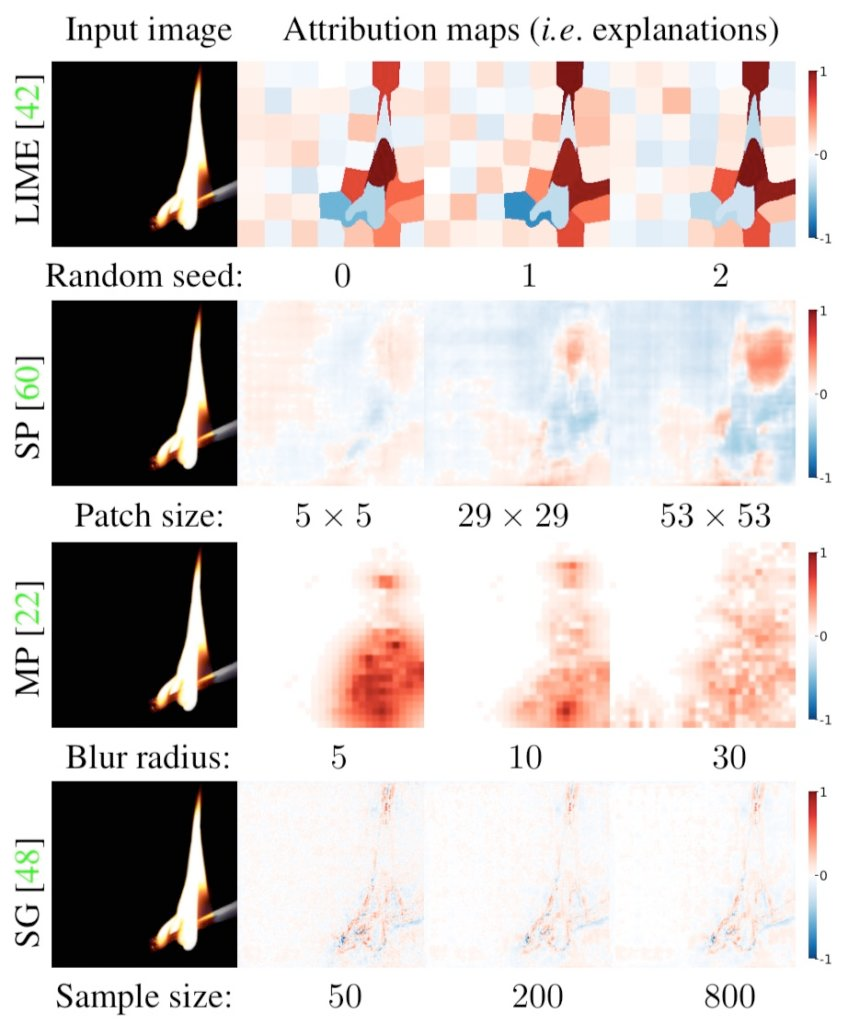 Input image Attribution maps (i.e. explanations)
LIME [42]
1
0
-1
Random seed: 0 1 2
SP [60]
1
0
-1
Patch size: 5 × 5 29 × 29 53 × 53
MP [22]
1
0
-1
Blur radius: 5 10 30
SG [48]
1
0
-1
Sample size: 50 200 800